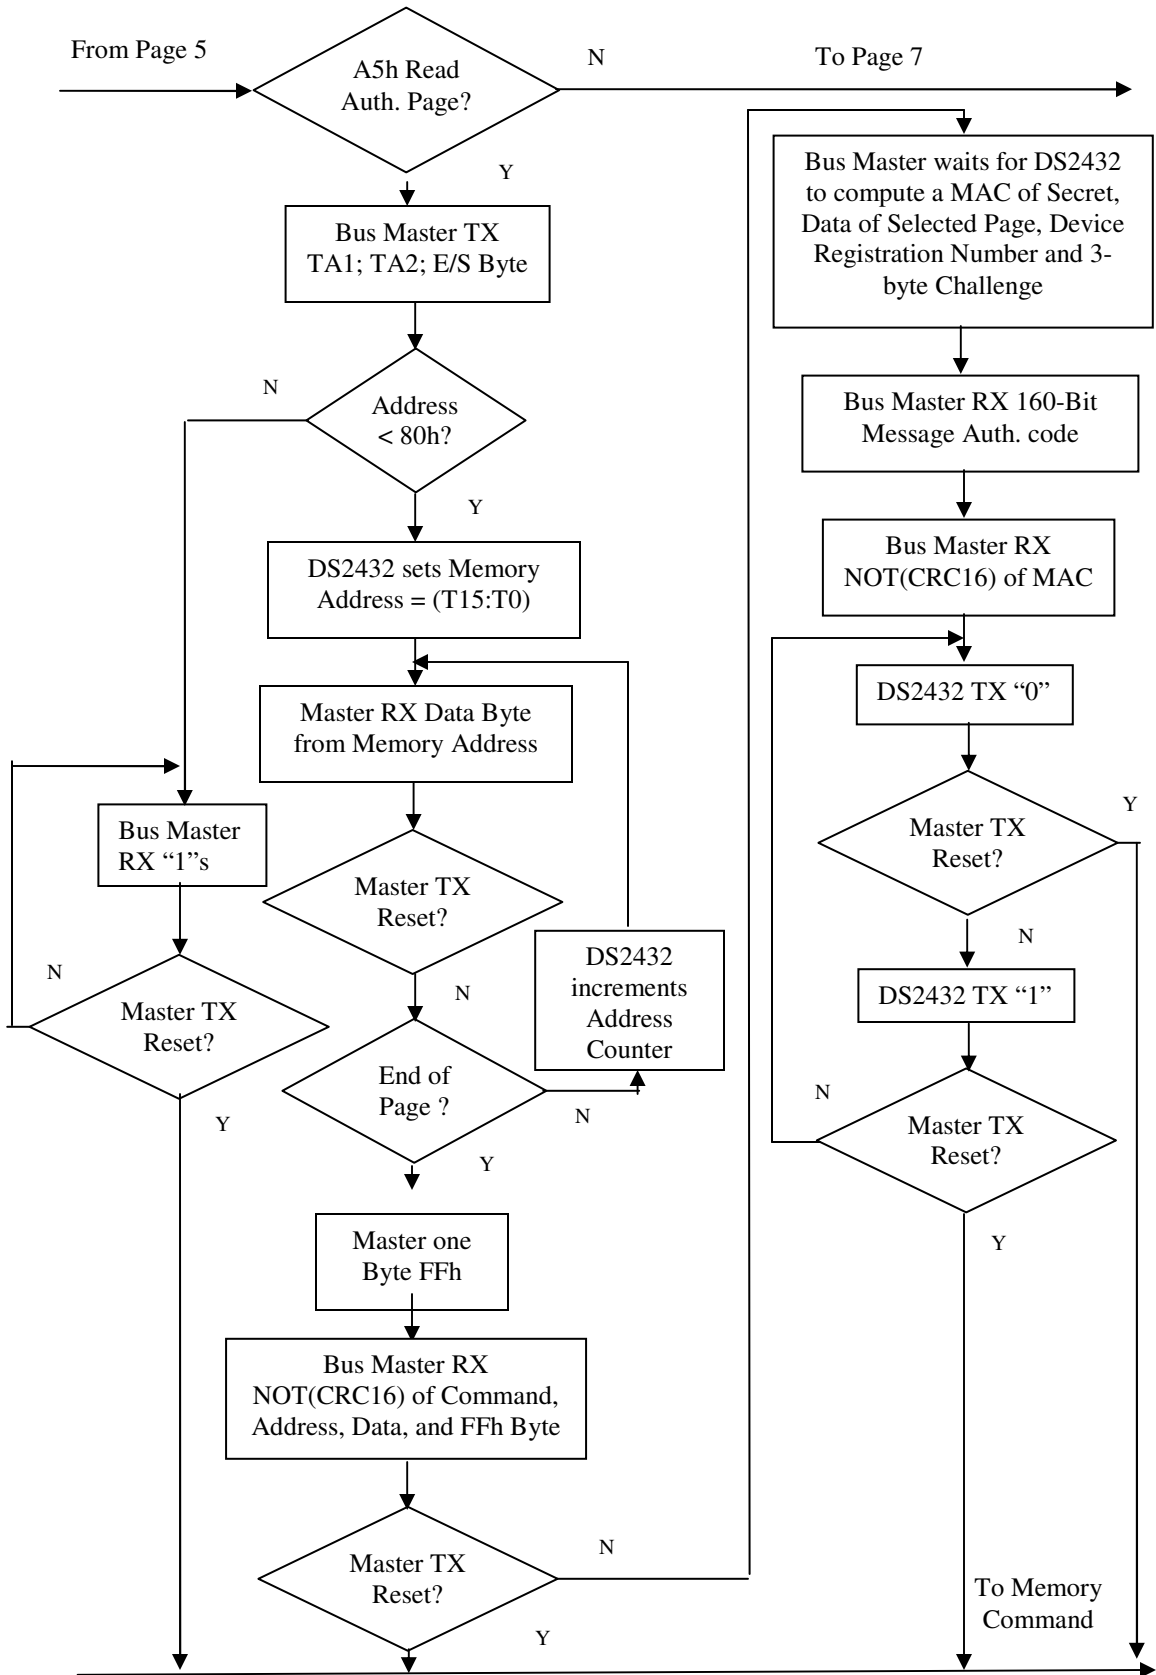 From Page 5
A5h Read
Auth. Page?
N
To Page 7
Y
Bus Master TX
TA1; TA2; E/S Byte
N
Address
< 80h?
Y
DS2432 sets Memory
Address = (T15:T0)
Master RX Data Byte
from Memory Address
Bus Master
RX “1”s
Master TX
Reset?
N
Master TX
Reset?
Y
N
DS2432
increments
Address
Counter
End of
Page ?
N
Y
Master one
Byte FFh
Bus Master RX
NOT(CRC16) of Command,
Address, Data, and FFh Byte
Master TX
Reset?
N
Y
Bus Master waits for DS2432
to compute a MAC of Secret,
Data of Selected Page, Device
Registration Number and 3-
byte Challenge
Bus Master RX 160-Bit
Message Auth. code
Bus Master RX
NOT(CRC16) of MAC
DS2432 TX “0”
Master TX
Reset?
Y
N
DS2432 TX “1”
Master TX
Reset?
N
Y
To Memory
Command